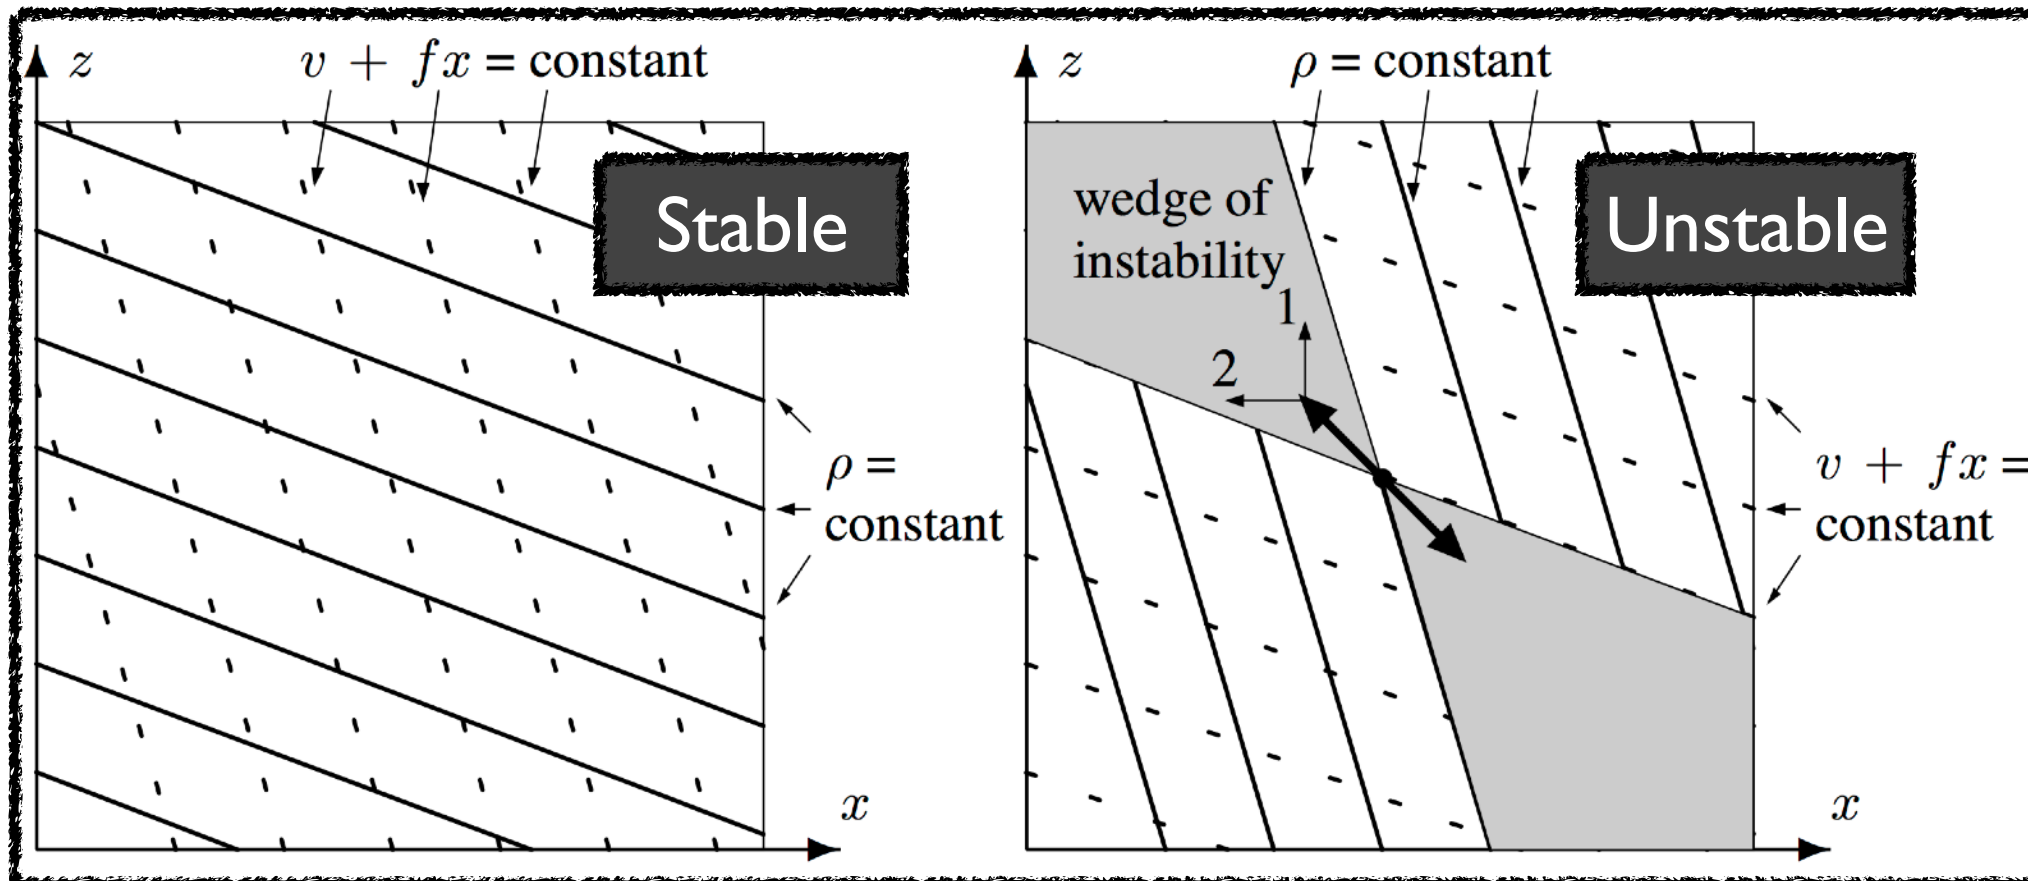 z
v + fx = constant
Stable
ρ =
constant
x
z
ρ = constant
Unstable
wedge of
instability
1
2
v + fx =
constant
x